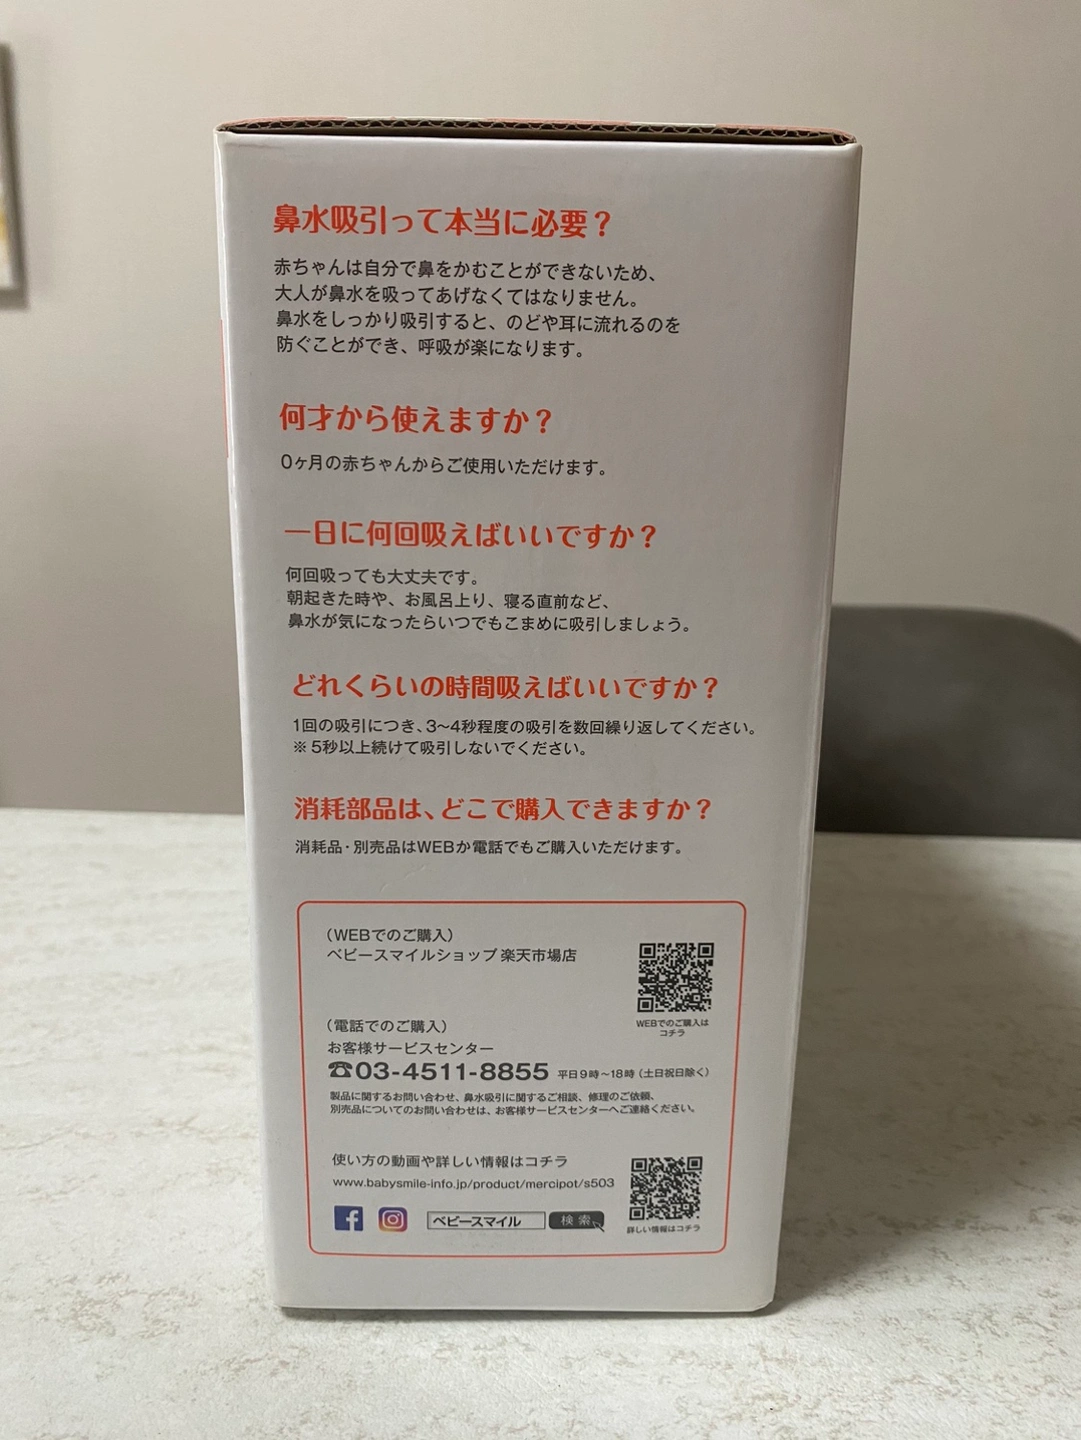 鼻水吸引って本当に必要？
赤ちゃんは自分で鼻をかむことができないため、
大人が鼻水を吸ってあげなくてはなりません。
鼻水をしっかり吸引すると、のどや耳に流れるのを
防ぐことができ、呼吸が楽になります。
何才から使えますか？
0ヶ月の赤ちゃんからご使用いただけます。
一日に何回吸えばいいですか？
何回吸っても大丈夫です。
朝起きた時や、お風呂上り、寝る直前など、
鼻水が気になったらいつでもこまめに吸引しましょう。
どれくらいの時間吸えばいいですか？
1回の吸引につき、3〜4秒程度の吸引を数回繰り返してください。
※ 5秒以上続けて吸引しないでください。
消耗部品は、どこで購入できますか？
消耗品・別売品はWEBか電話でもご購入いただけます。
（WEBでのご購入）
ベビースマイルショップ 楽天市場店
WEBでのご購入は
コチラ
（電話でのご購入）
お客様サービスセンター
☎03-4511-8855 平日9時〜18時（土日祝日除く）
製品に関するお問い合わせ、鼻水吸引に関するご相談、修理のご依頼、
別売品についてのお問い合わせは、お客様サービスセンターへご連絡ください。
使い方の動画や詳しい情報はコチラ
www.babysmile-info.jp/product/mercipot/s503
ベビースマイル 検索
詳しい情報はコチラ